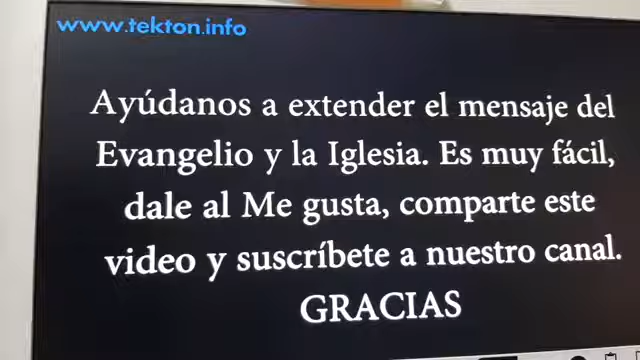 www.tekton.info
Ayúdanos a extender el mensaje del
Evangelio y la Iglesia. Es muy fácil,
dale al Me gusta, comparte este
video y suscríbete a nuestro canal.
GRACIAS